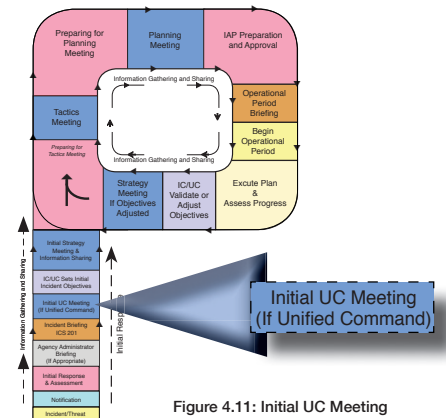 Preparing for
Planning
Meeting
Planning
Meeting
IAP Preparation
and Approval
Information Gathering and Sharing
Tactics
Meeting
Operational
Period
Briefing
Begin
Operational
Period
Preparing for
Tactics Meeting
Information Gathering and Sharing
Strategy
Meeting
If Objectives
Adjusted
IC/UC
Validate or
Adjust
Objectives
Excute Plan
&
Assess Progress
Initial Strategy
Meeting &
Information Sharing
IC/UC Sets Initial
Incident Objectives
Initial UC Meeting
(If Unified Command)
Incident Briefing
ICS 201
Agency Administrator
Briefing
(If Appropriate)
Initial Response
& Assessment
Notification
Incident/Threat
Information Gathering and Sharing
Initial Response
Initial UC Meeting
(If Unified Command)
Figure 4.11: Initial UC Meeting